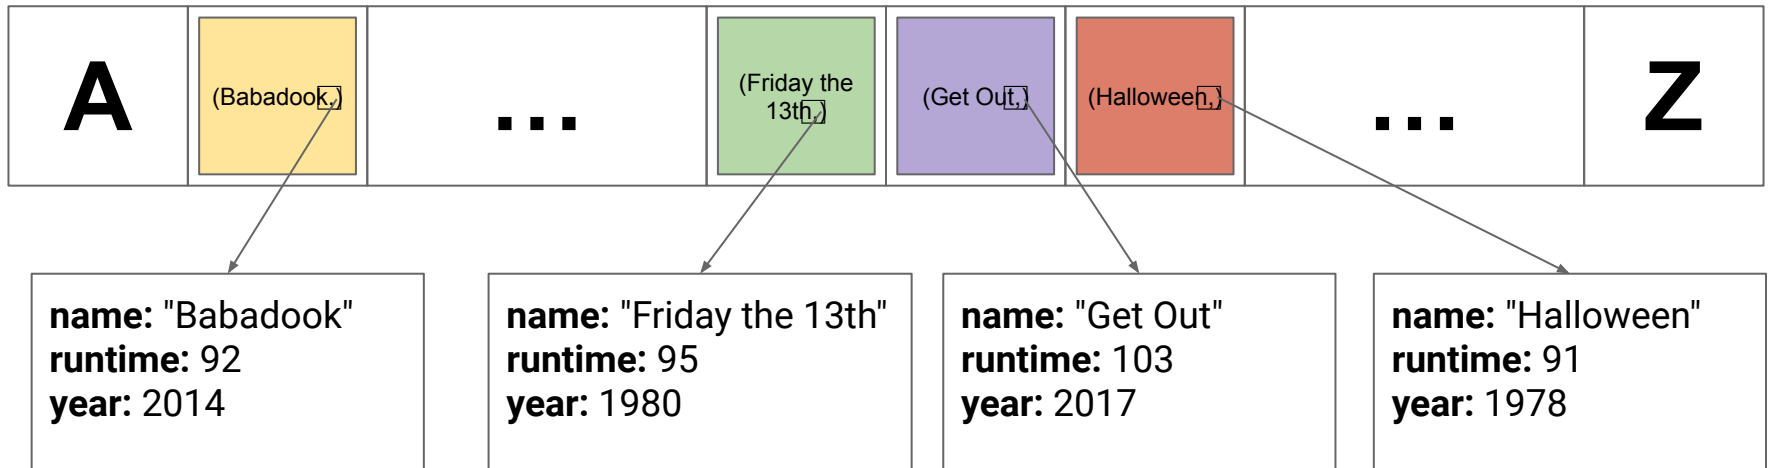 A
(Babadook,)
...
(Friday the
13th,)
(Get Out,)
(Halloween,)
...
Z
name: "Babadook"
runtime: 92
year: 2014
name: "Friday the 13th"
runtime: 95
year: 1980
name: "Get Out"
runtime: 103
year: 2017
name: "Halloween"
runtime: 91
year: 1978